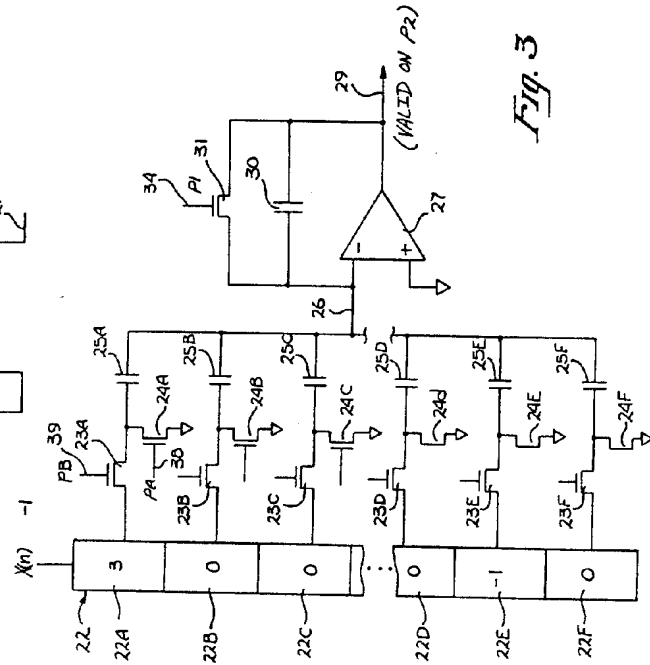 X(n)
-1
22
3
0
0
0
-1
0
22A
22B
22C
22D
22E
22F
PB
39
23A
PA
38
24A
25A
23B
24B
25B
23C
24C
25C
23D
24d
25D
23E
24E
25E
23F
24F
25F
26
27
-
+
30
31
34
P1
29
(VALID ON P2)
Fig. 3